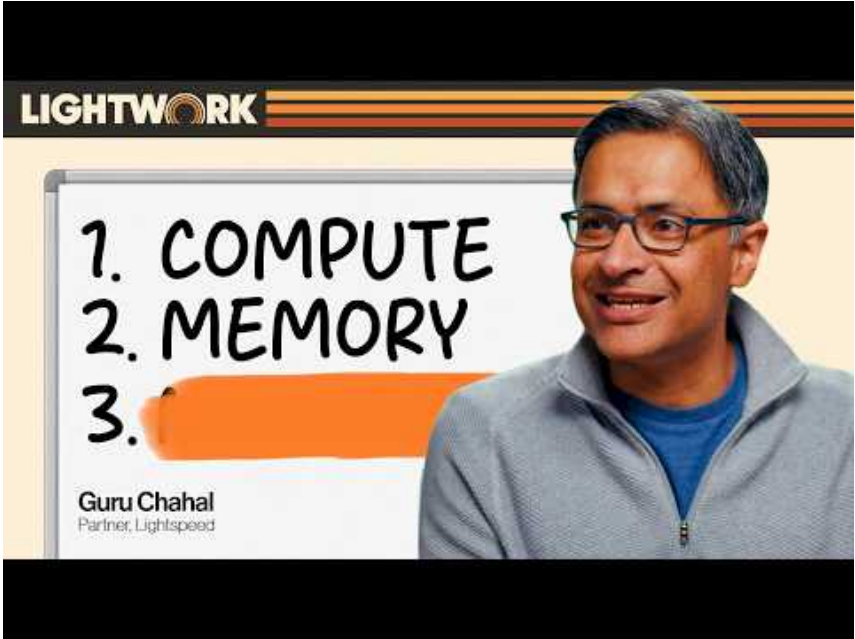 LIGHTWORK
1. COMPUTE
2. MEMORY
3.
Guru Chahal
Partner, Lightspeed